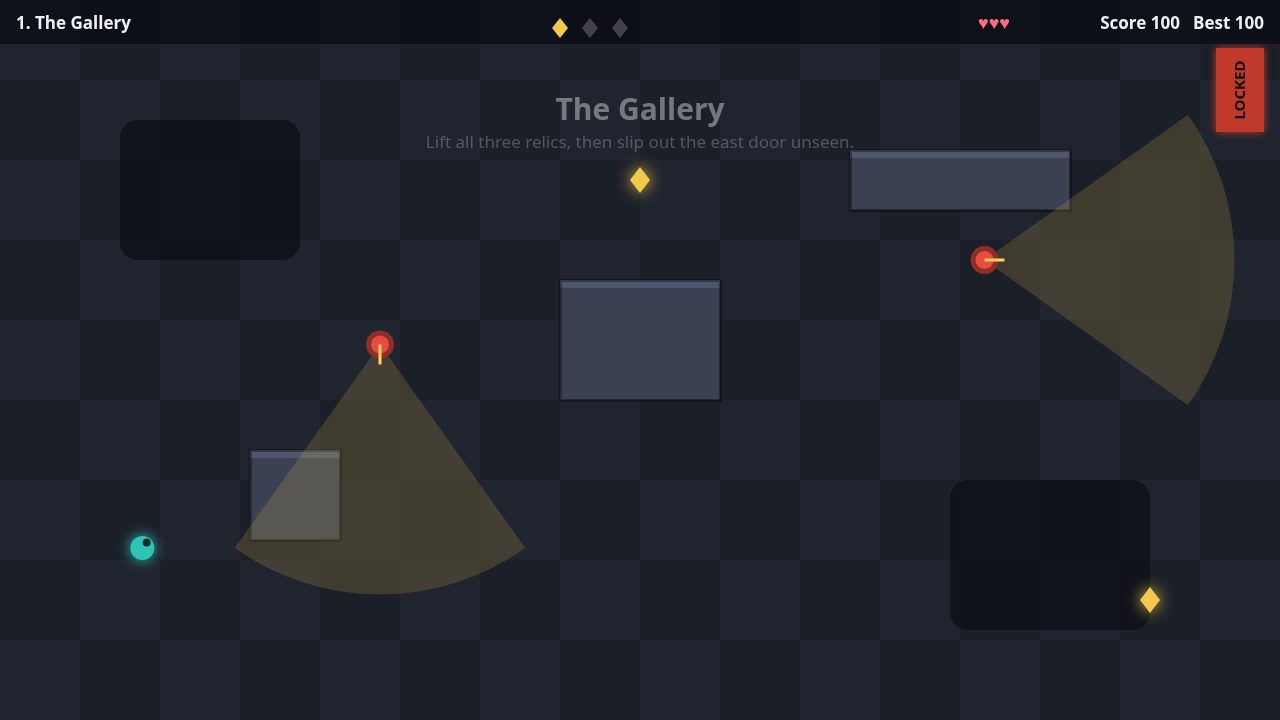 1. The Gallery
Score 100 Best 100
LOCKED
The Gallery
Lift all three relics, then slip out the east door unseen.